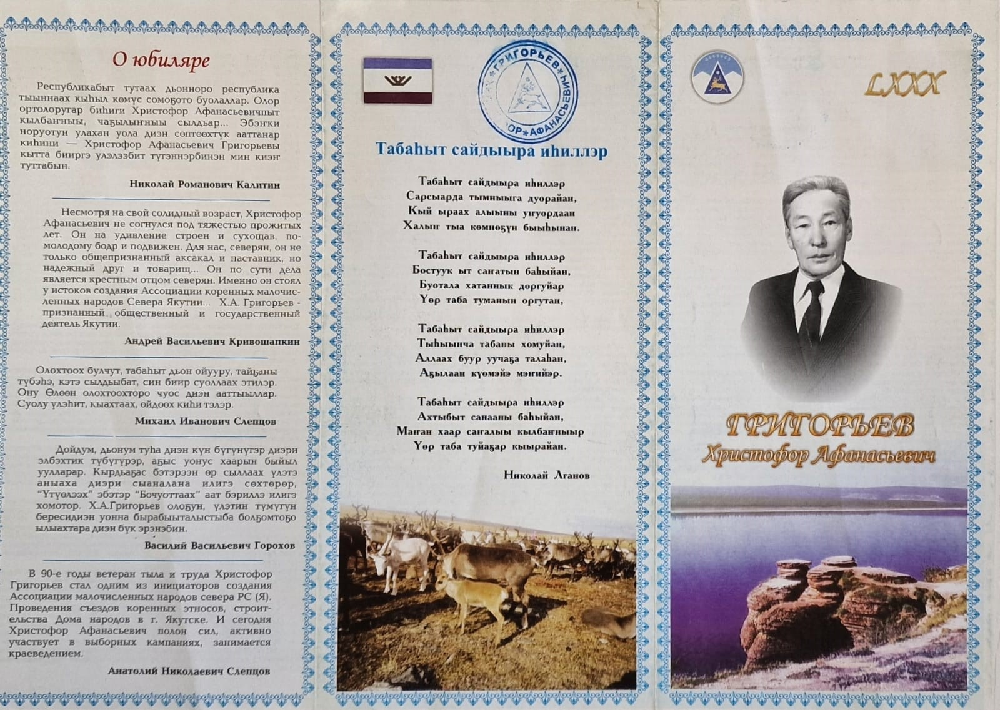 О юбиляре
Республикабыт тутаах дьонноро республика
тыыннаах кыһыл көмүс сомоҕото буолаллар. Олор
ортолоругар биһиги Христофор Афанасьевичпыт
кылбаҥныы, чаҕылыҥныы сылдьар... Эбэҥки
норуотун улахан уола диэн сөптөөхтүк ааттанар
киһини — Христофор Афанасьевич Григорьевы
кытта бииргэ үлэлээбит түгэннэрбинэн мин киэҥ
туттабын.
Николай Романович Калитин
Несмотря на свой солидный возраст, Христофор
Афанасьевич не согнулся под тяжестью прожитых
лет. Он на удивление строен и сухощав, по-
молодому бодр и подвижен. Для нас, северян, он не
только общепризнанный аксакал и наставник, но
надежный друг и товарищ... Он по сути дела
является крестным отцом северян. Именно он стоял
у истоков создания Ассоциации коренных малочис-
ленных народов Севера Якутии... Х.А. Григорьев -
признанный общественный и государственный
деятель Якутии.
Андрей Васильевич Кривошапкин
Олохтоох булчут, табаһыт дьон ойууру, тайҕаны
түбэһэ, кэтэ сылдьыбат, син биир суоллаах этилэр.
Ону Өлөөн олохтоохторо чуос диэн ааттыыллар.
Суолу үлэһит, кыахтаах, өйдөөх киһи тэлэр.
Михаил Иванович Слепцов
Дойдум, дьонум туһа диэн күн бүгүнүгэр диэри
элбэхтик түбүгүрэр, аҕыс уонус хаарын быйыл
уулларар. Кырдьаҕас бэтэрээн өр сыллаах үлэтэ
аныаха диэри сыаналана илигэ сөхтөрөр,
“Үтүөлээх” эбэтэр “Бочуоттаах” аат бэриллэ илигэ
хомотор. Х.А.Григорьев олоҕун, үлэтин түмүгүн
бересидиэн уонна бырабыыталыстыба болҕомтоҕо
ылыахтара диэн бүк эрэнэбин.
Василий Васильевич Горохов
В 90-е годы ветеран тыла и труда Христофор
Григорьев стал одним из инициаторов создания
Ассоциации малочисленных народов севера РС (Я).
Проведения съездов коренных этносов, строит-
ельства Дома народов в г. Якутске. И сегодня
Христофор Афанасьевич полон сил, активно
участвует в выборных кампаниях, занимается
краеведением.
Анатолий Николаевич Слепцов
ГРИГОРЬЕВ
АФАНАСЬЕВИЧ
Табаһыт сайдыыра иһиллэр
Табаһыт сайдыыра иһиллэр
Сарсыарда тымныыга дуорайан,
Кый ыраах алыыны уҥуордаан
Халыҥ тыа көмнөҕүн быыһынан.
Табаһыт сайдыыра иһиллэр
Бостуук ыт саҥатын баһыйан,
Буотала хатаннык доргуйар
Үөр таба туманын оргутан,
Табаһыт сайдыыра иһиллэр
Тыһыынча табаны хомуйан,
Аллаах буур уучаҕа талаһан,
Аҕылаан күөмэйэ мэҥийэр.
Табаһыт сайдыыра иһиллэр
Ахтыбыт санааны баһыйан,
Маҥан хаар саҥалыы кылбаҥныыр
Үөр таба туйаҕар кыырайан.
Николай Лганов
LXXX
ГРИГОРЬЕВ
Христофор Афанасьевич